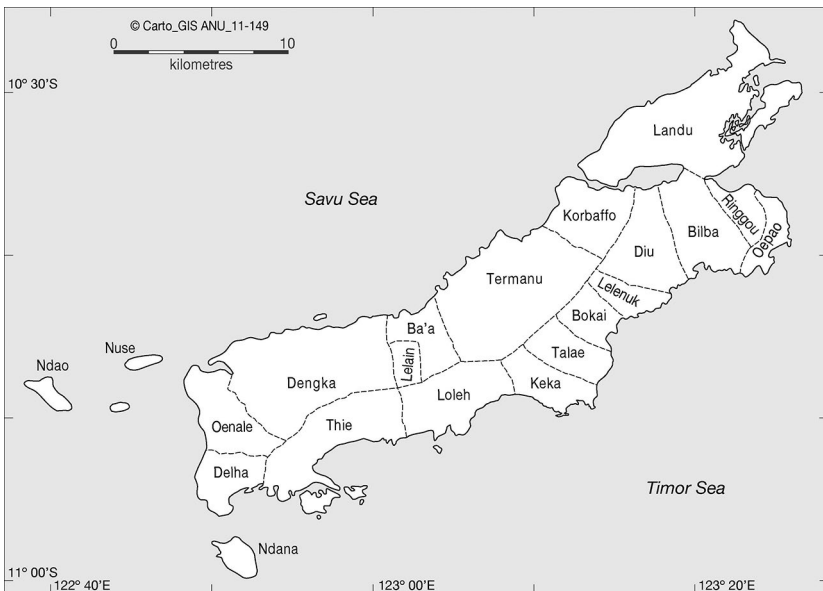 © Carto_GIS ANU_11-149
0 10
kilometres
10° 30'S
Landu
Savu Sea
Korbaffo
Ringgou
Bilba
Oepao
Diu
Termanu
Lelenuk
Bokai
Ba'a
Nuse
Talae
Ndao
Lelain
Dengka
Keka
Loleh
Oenale
Thie
Delha
Timor Sea
Ndana
11° 00'S
122° 40'E
123° 00'E
123° 20'E